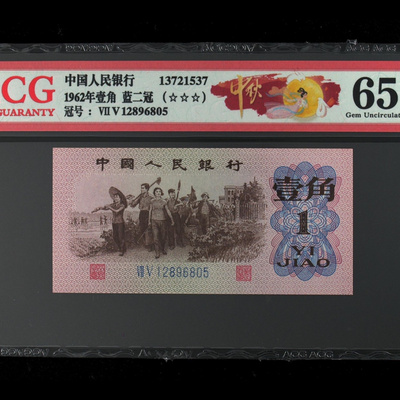 CG
GUARANTY
中国人民银行 13721537
1962年壹角 蓝二冠 (☆☆☆)
冠号: VII V 12896805
中秋
65
Gem Uncirculat
中國人民銀行
壹角
1
YI
JIAO
VII V 12896805